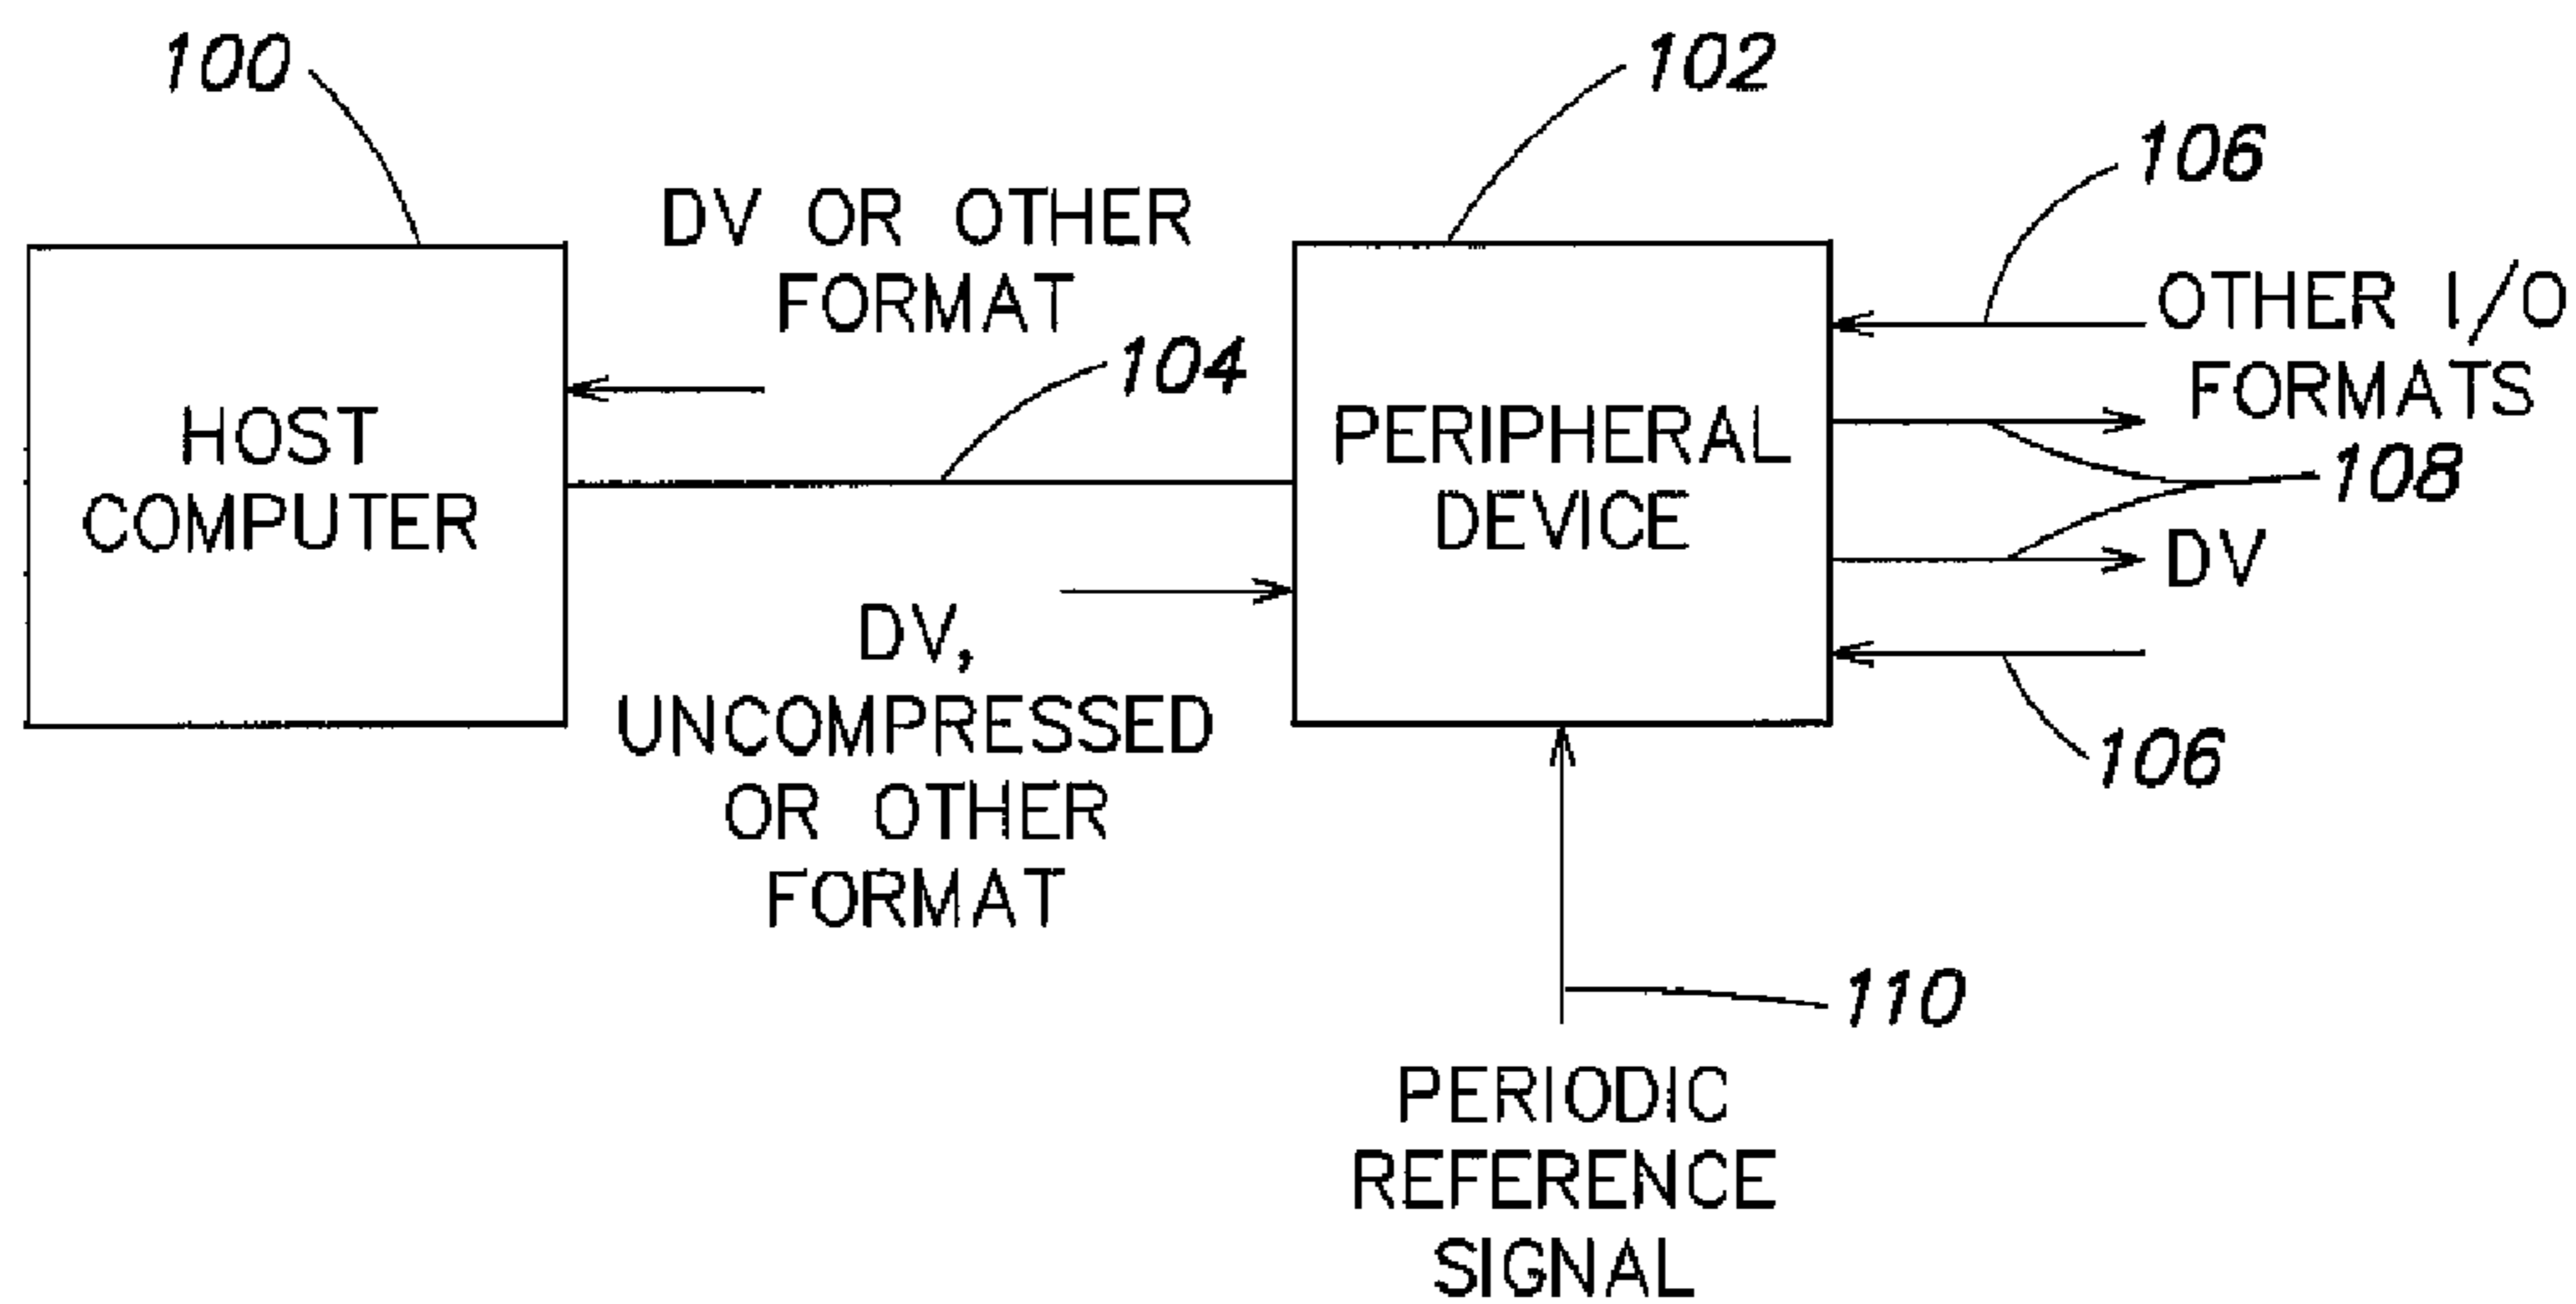 100
102
106
DV OR OTHER
FORMAT
104
OTHER I/O
FORMATS
HOST
COMPUTER
PERIPHERAL
DEVICE
108
DV
DV,
UNCOMPRESSED
OR OTHER
FORMAT
106
110
PERIODIC
REFERENCE
SIGNAL